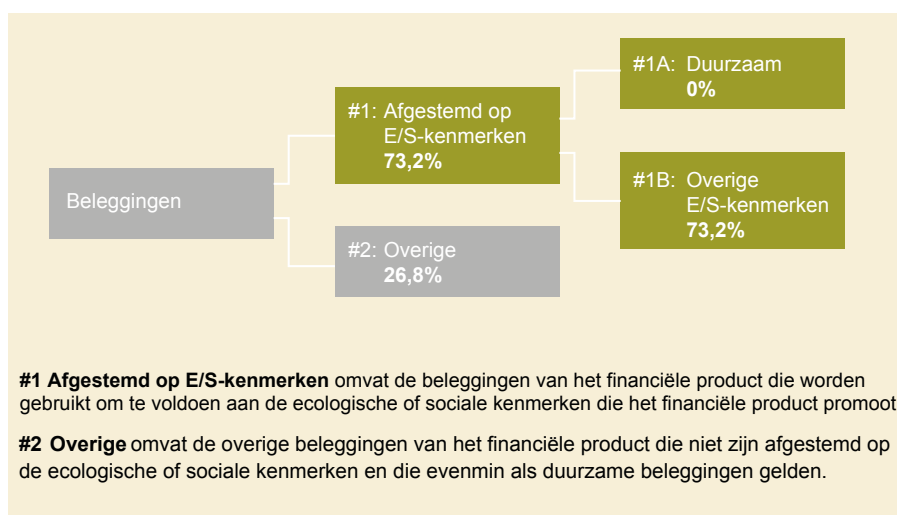 Beleggingen
#1: Afgestemd op
E/S-kenmerken
73,2%
#2: Overige
26,8%
#1A: Duurzaam
0%
#1B: Overige
E/S-kenmerken
73,2%
#1 Afgestemd op E/S-kenmerken omvat de beleggingen van het financiële product die worden
gebruikt om te voldoen aan de ecologische of sociale kenmerken die het financiële product promoot
#2 Overige omvat de overige beleggingen van het financiële product die niet zijn afgestemd op
de ecologische of sociale kenmerken en die evenmin als duurzame beleggingen gelden.